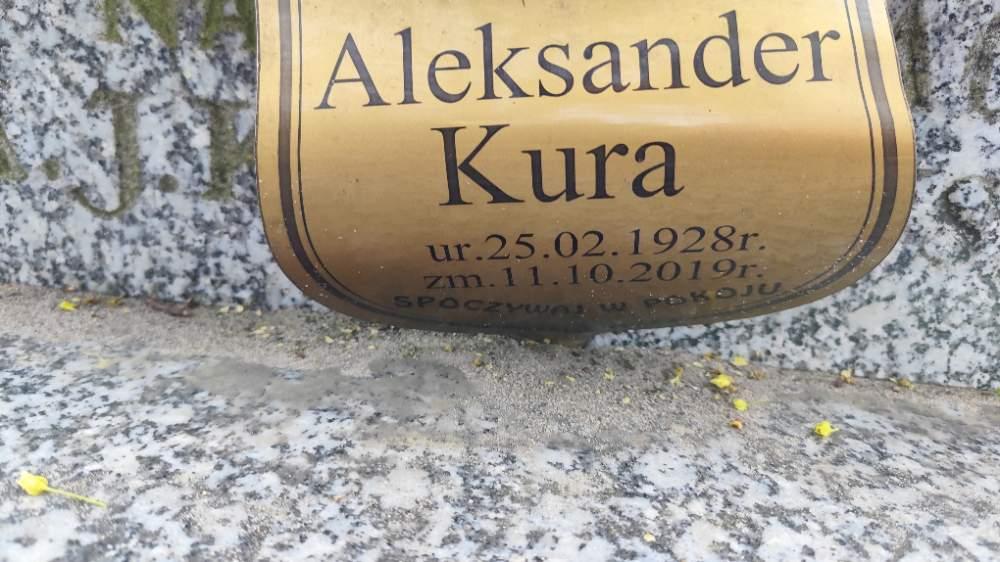 Aleksander
Kura
ur.25.02.1928r.
zm.11.10.2019r.
SPOCZYWAJ W POKOJU